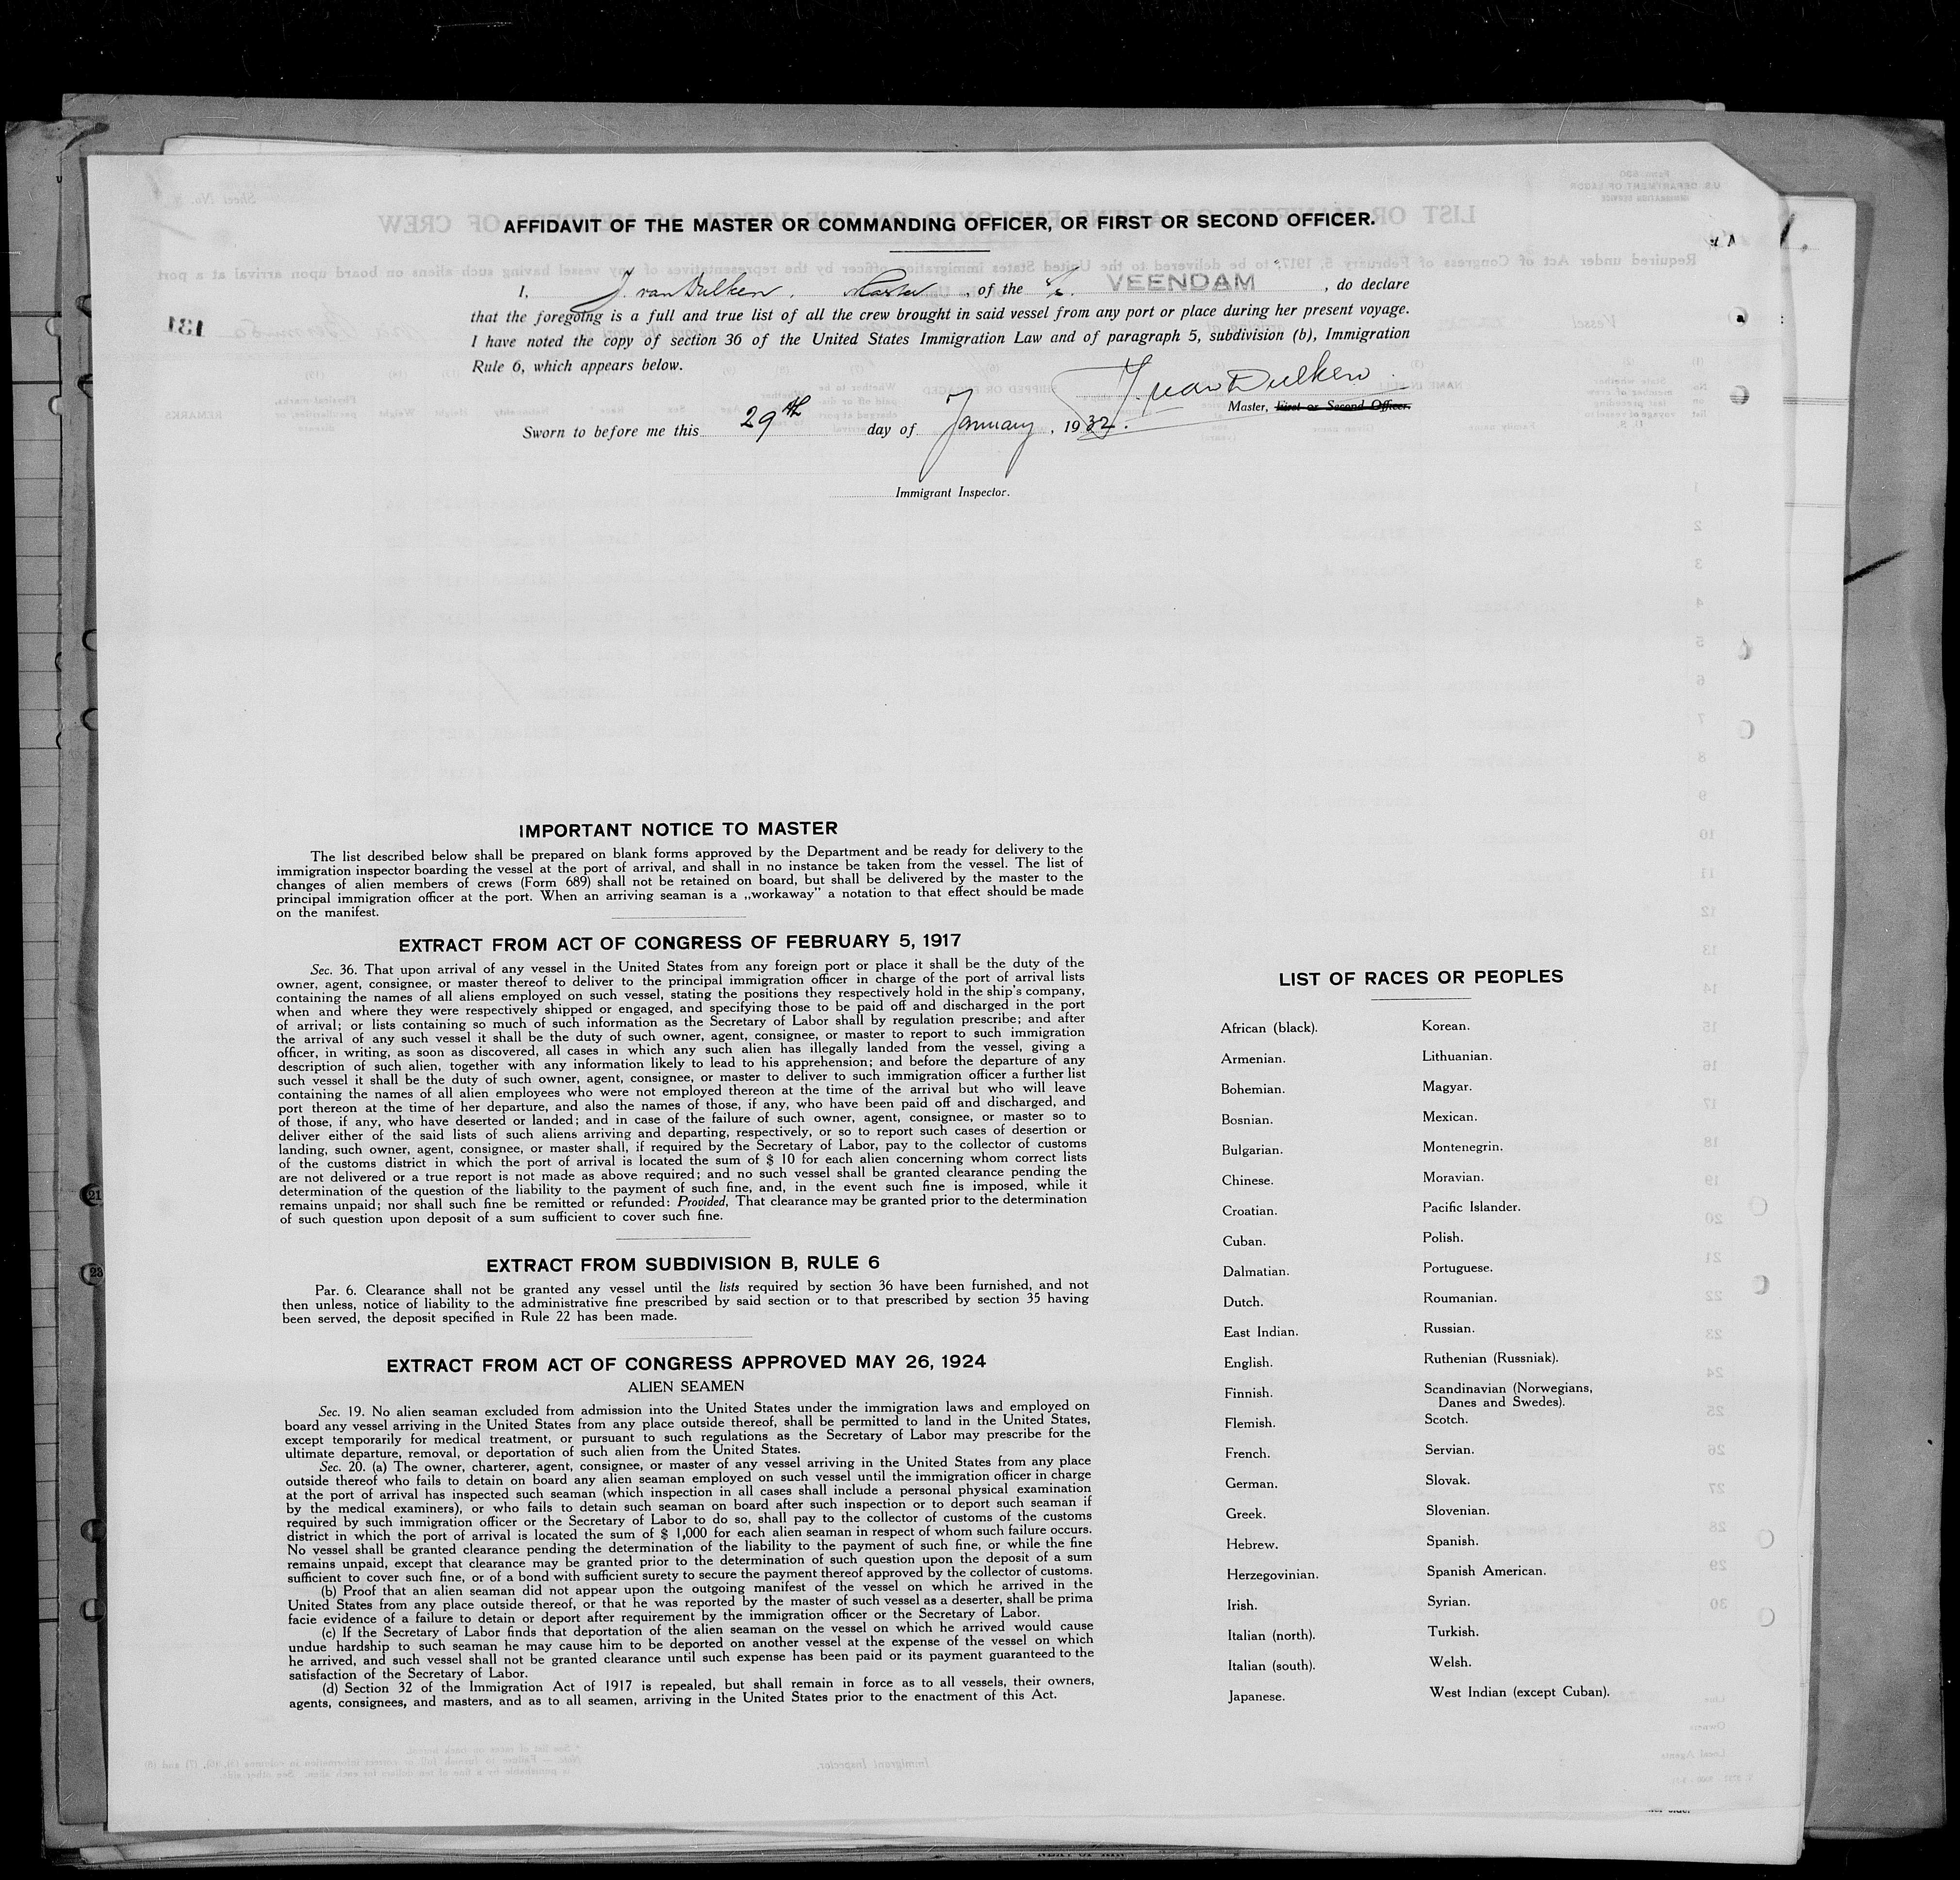 AFFIDAVIT OF THE MASTER OR COMMANDING OFFICER, OR FIRST OR SECOND OFFICER.
I, J. van Dulken, Master, of the S/S. VEENDAM, do declare
that the foregoing is a full and true list of all the crew brought in said vessel from any port or place during her present voyage.
I have noted the copy of section 36 of the United States Immigration Law and of paragraph 5, subdivision (b), Immigration
Rule 6, which appears below.
J. van Dulken.
Master, First or Second Officer.
Sworn to before me this 29th day of January, 1932.
Immigrant Inspector.
IMPORTANT NOTICE TO MASTER
The list described below shall be prepared on blank forms approved by the Department and be ready for delivery to the
immigration inspector boarding the vessel at the port of arrival, and shall in no instance be taken from the vessel. The list of
changes of alien members of crews (Form 689) shall not be retained on board, but shall be delivered by the master to the
principal immigration officer at the port. When an arriving seaman is a ,,workaway" a notation to that effect should be made
on the manifest.
EXTRACT FROM ACT OF CONGRESS OF FEBRUARY 5, 1917
Sec. 36. That upon arrival of any vessel in the United States from any foreign port or place it shall be the duty of the
owner, agent, consignee, or master thereof to deliver to the principal immigration officer in charge of the port of arrival lists
containing the names of all aliens employed on such vessel, stating the positions they respectively hold in the ship's company,
when and where they were respectively shipped or engaged, and specifying those to be paid off and discharged in the port
of arrival; or lists containing so much of such information as the Secretary of Labor shall by regulation prescribe; and after
the arrival of any such vessel it shall be the duty of such owner, agent, consignee, or master to report to such immigration
officer, in writing, as soon as discovered, all cases in which any such alien has illegally landed from the vessel, giving a
description of such alien, together with any information likely to lead to his apprehension; and before the departure of any
such vessel it shall be the duty of such owner, agent, consignee, or master to deliver to such immigration officer a further list
containing the names of all alien employees who were not employed thereon at the time of the arrival but who will leave
port thereon at the time of her departure, and also the names of those, if any, who have been paid off and discharged, and
of those, if any, who have deserted or landed; and in case of the failure of such owner, agent, consignee, or master so to
deliver either of the said lists of such aliens arriving and departing, respectively, or so to report such cases of desertion or
landing, such owner, agent, consignee, or master shall, if required by the Secretary of Labor, pay to the collector of customs
of the customs district in which the port of arrival is located the sum of $ 10 for each alien concerning whom correct lists
are not delivered or a true report is not made as above required; and no such vessel shall be granted clearance pending the
determination of the question of the liability to the payment of such fine, and, in the event such fine is imposed, while it
remains unpaid; nor shall such fine be remitted or refunded: Provided, That clearance may be granted prior to the determination
of such question upon deposit of a sum sufficient to cover such fine.
EXTRACT FROM SUBDIVISION B, RULE 6
Par. 6. Clearance shall not be granted any vessel until the lists required by section 36 have been furnished, and not
then unless, notice of liability to the administrative fine prescribed by said section or to that prescribed by section 35 having
been served, the deposit specified in Rule 22 has been made.
EXTRACT FROM ACT OF CONGRESS APPROVED MAY 26, 1924
ALIEN SEAMEN
Sec. 19. No alien seaman excluded from admission into the United States under the immigration laws and employed on
board any vessel arriving in the United States from any place outside thereof, shall be permitted to land in the United States,
except temporarily for medical treatment, or pursuant to such regulations as the Secretary of Labor may prescribe for the
ultimate departure, removal, or deportation of such alien from the United States.
Sec. 20. (a) The owner, charterer, agent, consignee, or master of any vessel arriving in the United States from any place
outside thereof who fails to detain on board any alien seaman employed on such vessel until the immigration officer in charge
at the port of arrival has inspected such seaman (which inspection in all cases shall include a personal physical examination
by the medical examiners), or who fails to detain such seaman on board after such inspection or to deport such seaman if
required by such immigration officer or the Secretary of Labor to do so, shall pay to the collector of customs of the customs
district in which the port of arrival is located the sum of $ 1,000 for each alien seaman in respect of whom such failure occurs.
No vessel shall be granted clearance pending the determination of the liability to the payment of such fine, or while the fine
remains unpaid, except that clearance may be granted prior to the determination of such question upon the deposit of a sum
sufficient to cover such fine, or of a bond with sufficient surety to secure the payment thereof approved by the collector of customs.
(b) Proof that an alien seaman did not appear upon the outgoing manifest of the vessel on which he arrived in the
United States from any place outside thereof, or that he was reported by the master of such vessel as a deserter, shall be prima
facie evidence of a failure to detain or deport after requirement by the immigration officer or the Secretary of Labor.
(c) If the Secretary of Labor finds that deportation of the alien seaman on the vessel on which he arrived would cause
undue hardship to such seaman he may cause him to be deported on another vessel at the expense of the vessel on which
he arrived, and such vessel shall not be granted clearance until such expense has been paid or its payment guaranteed to the
satisfaction of the Secretary of Labor.
(d) Section 32 of the Immigration Act of 1917 is repealed, but shall remain in force as to all vessels, their owners,
agents, consignees, and masters, and as to all seamen, arriving in the United States prior to the enactment of this Act.
LIST OF RACES OR PEOPLES
African (black).
Armenian.
Bohemian.
Bosnian.
Bulgarian.
Chinese.
Croatian.
Cuban.
Dalmatian.
Dutch.
East Indian.
English.
Finnish.
Flemish.
French.
German.
Greek.
Hebrew.
Herzegovinian.
Irish.
Italian (north).
Italian (south).
Japanese.
Korean.
Lithuanian.
Magyar.
Mexican.
Montenegrin.
Moravian.
Pacific Islander.
Polish.
Portuguese.
Roumanian.
Russian.
Ruthenian (Russniak).
Scandinavian (Norwegians,
Danes and Swedes).
Scotch.
Servian.
Slovak.
Slovenian.
Spanish.
Spanish American.
Syrian.
Turkish.
Welsh.
West Indian (except Cuban).